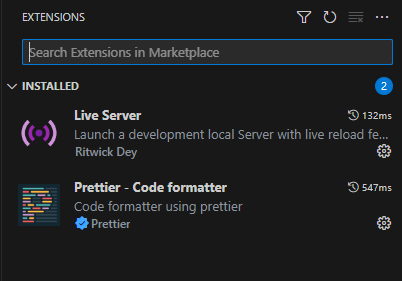 EXTENSIONS
Search Extensions in Marketplace
INSTALLED 2
Live Server 132ms
Launch a development local Server with live reload fe...
Ritwick Dey
Prettier - Code formatter 547ms
Code formatter using prettier
Prettier